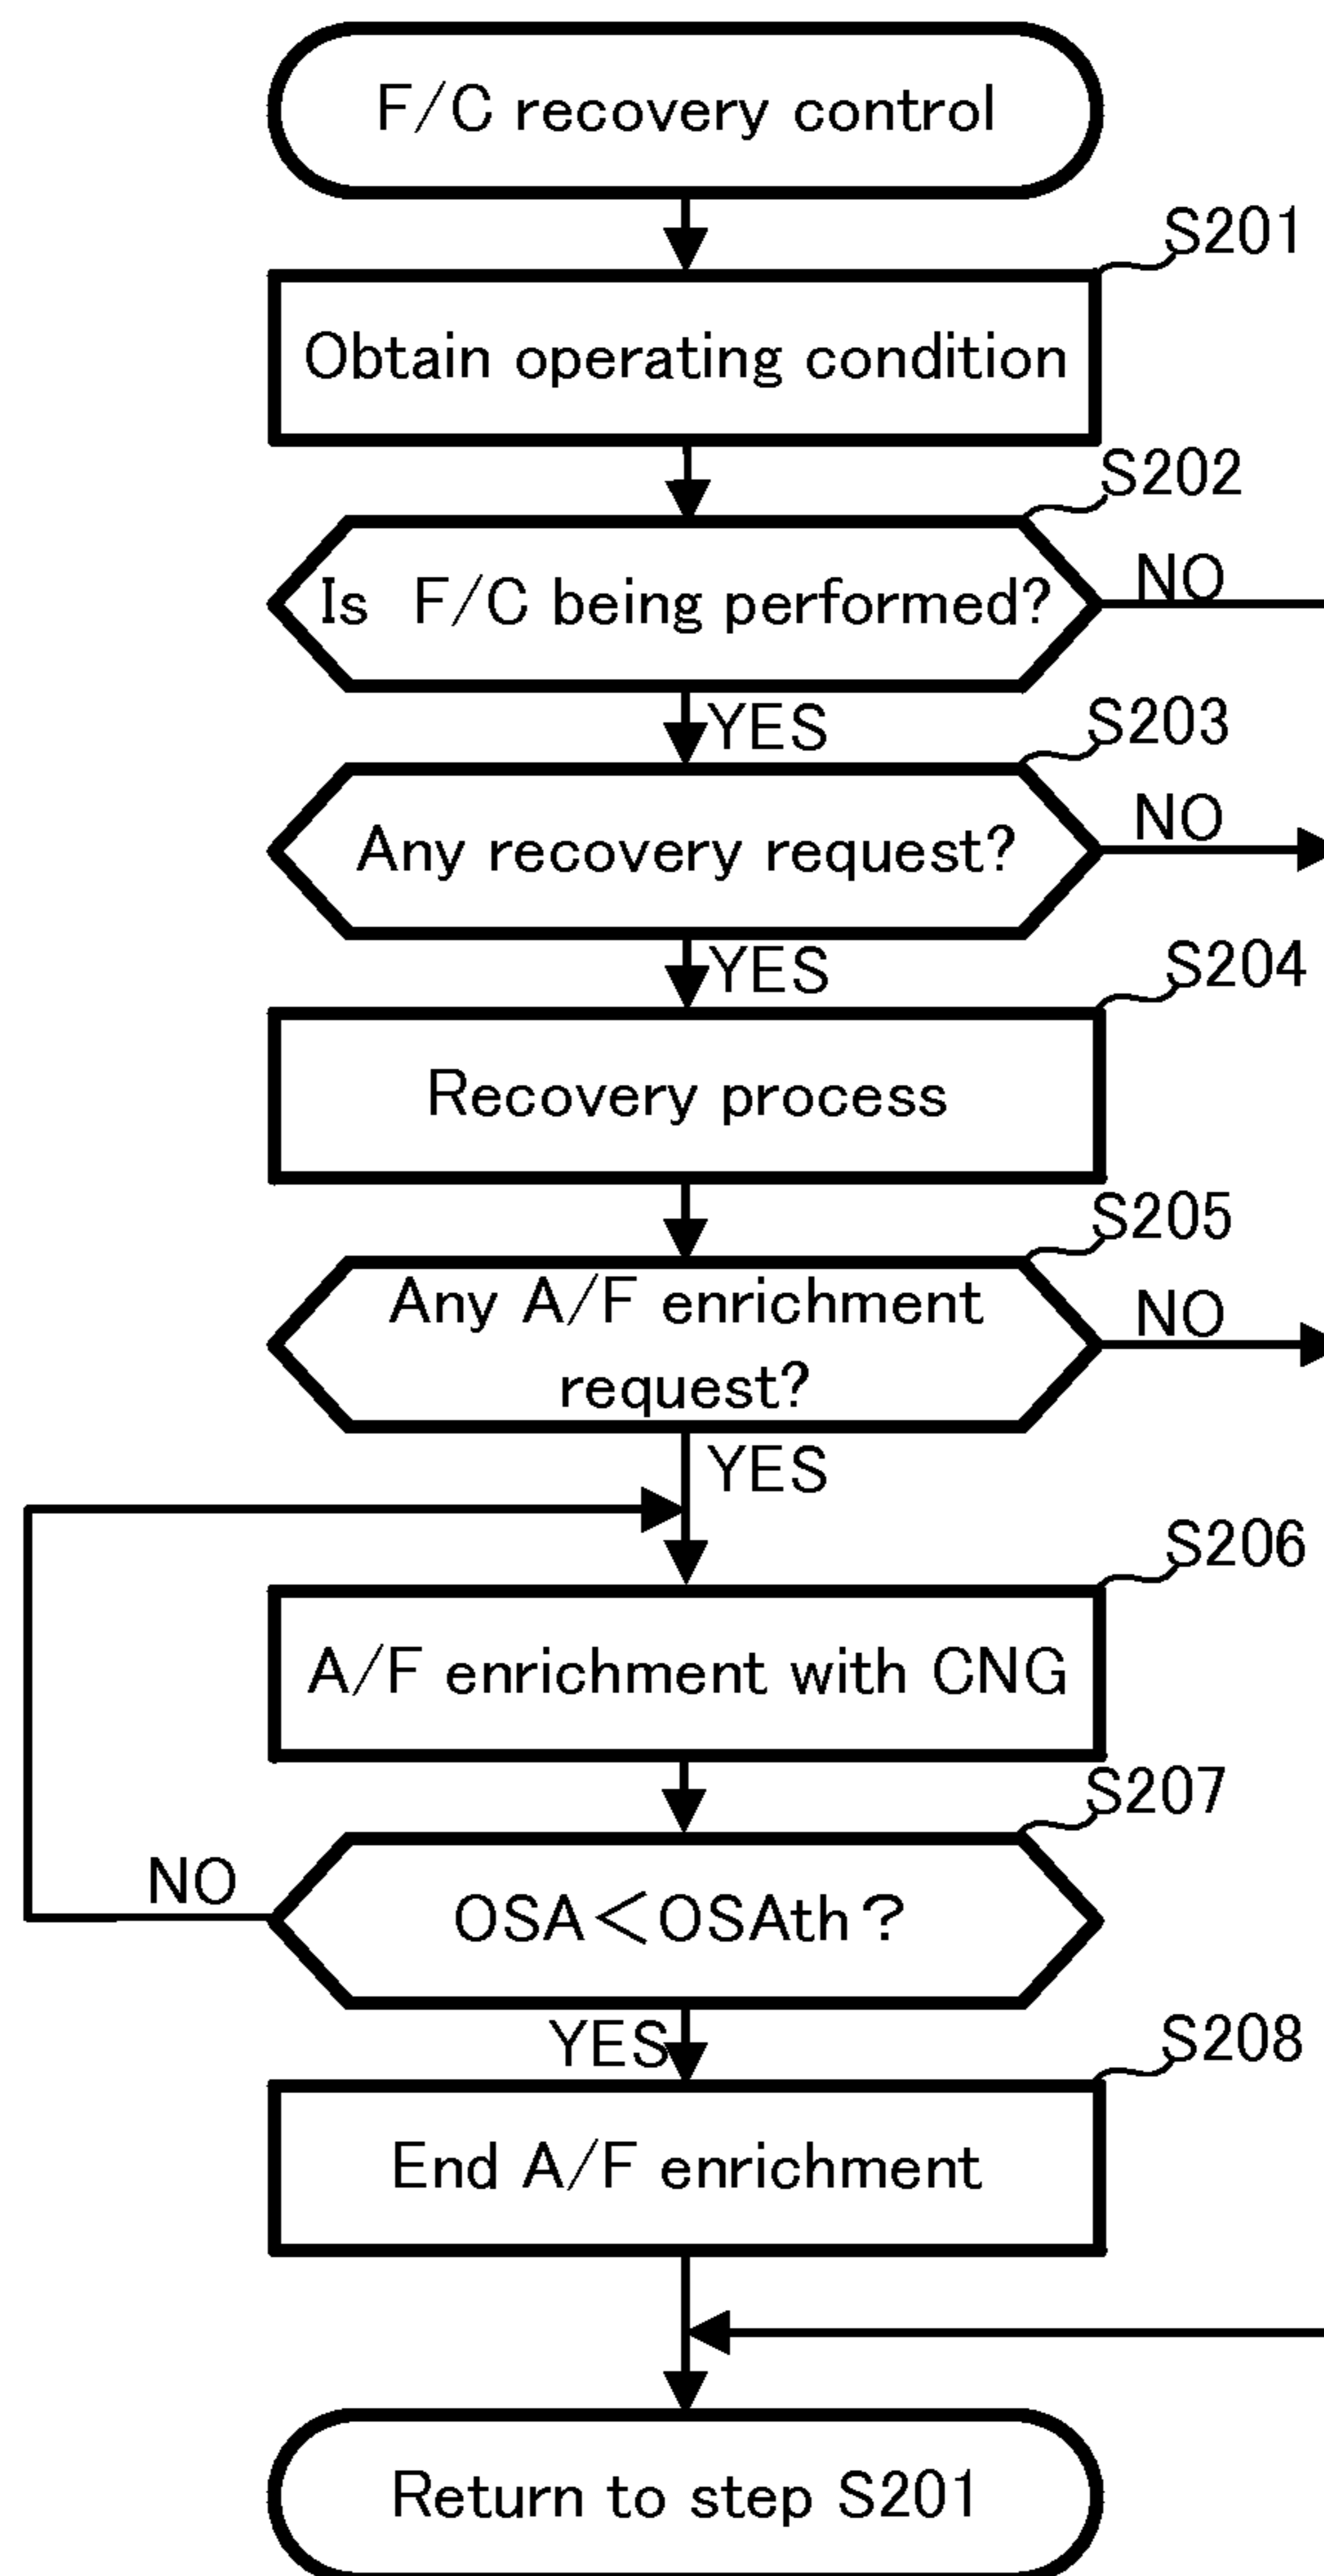 F/C recovery control
S201
Obtain operating condition
S202
Is F/C being performed?
NO
YES
S203
Any recovery request?
NO
YES
S204
Recovery process
S205
Any A/F enrichment
request?
NO
YES
S206
A/F enrichment with CNG
S207
OSA<OSAth?
NO
YES
S208
End A/F enrichment
Return to step S201